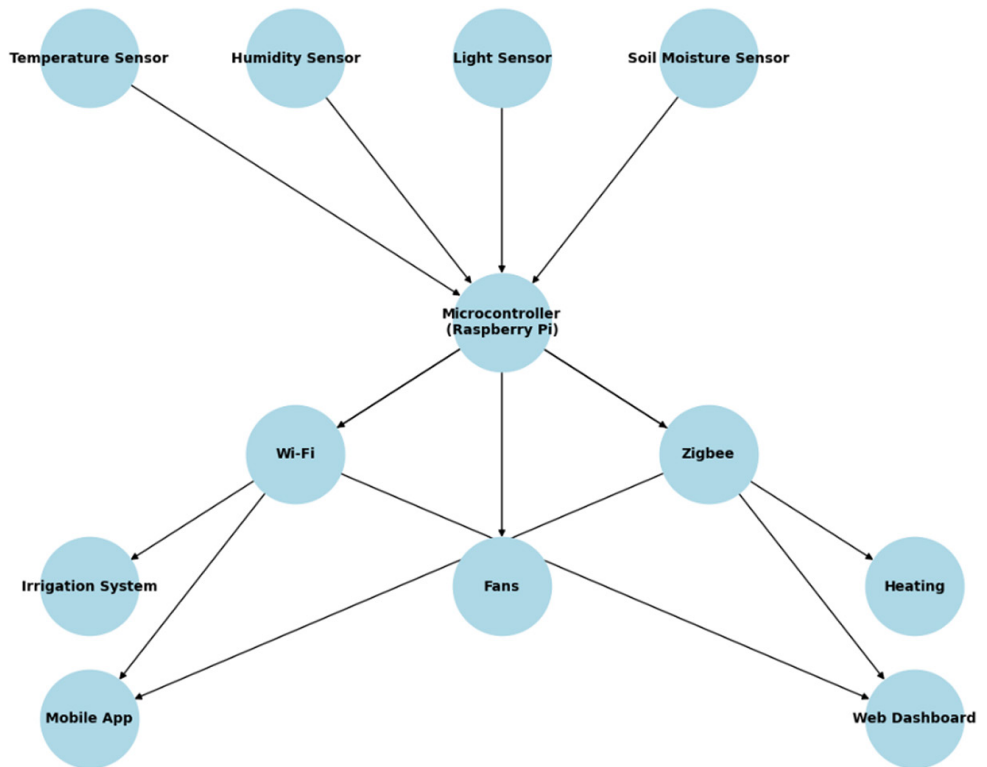 Temperature Sensor
Humidity Sensor
Light Sensor
Soil Moisture Sensor
Microcontroller
(Raspberry Pi)
Wi-Fi
Zigbee
Irrigation System
Fans
Heating
Mobile App
Web Dashboard